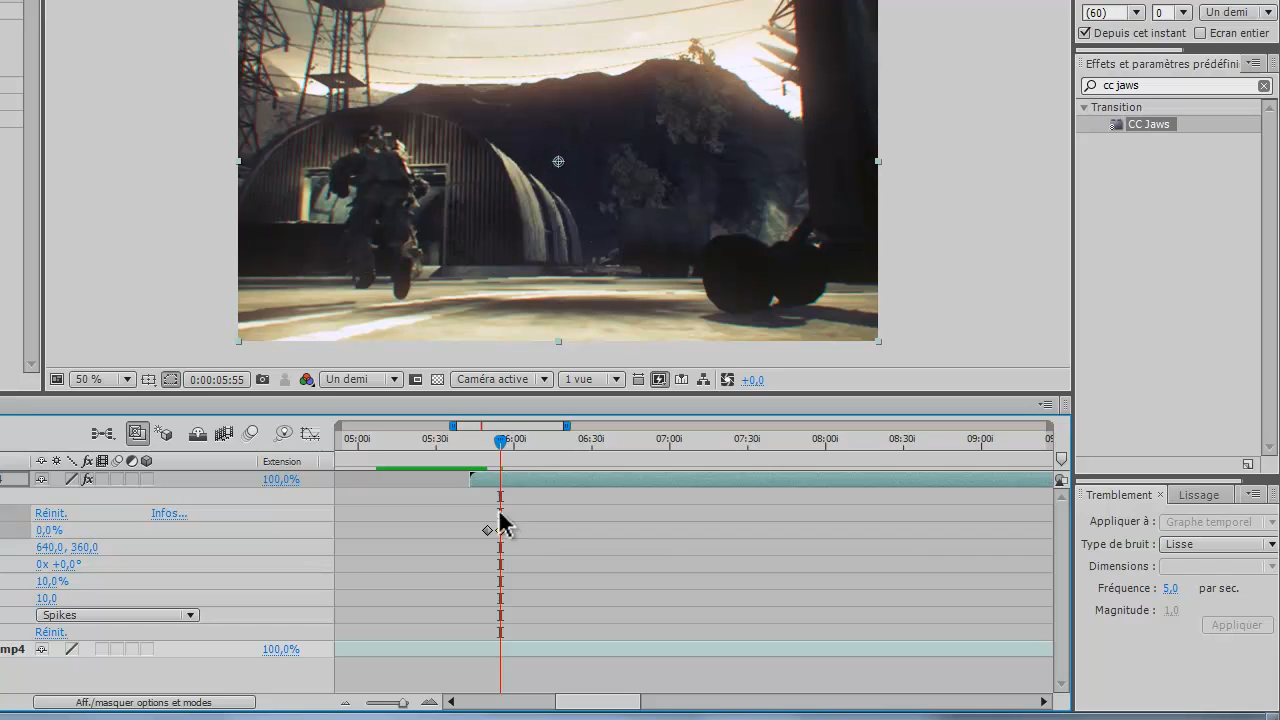 (60) 0 Un demi
Depuis cet instant Ecran entier
Effets et paramètres prédéfini
cc jaws
Transition
CC Jaws
50 % 0:00:05:55 Un demi Caméra active 1 vue +0,0
05:00i 05:30i 06:00i 06:30i 07:00i 07:30i 08:00i 08:30i 09:00i 09
fx Extension
4 fx 100,0%
Réinit. Infos...
0,0%
640,0, 360,0
0x +0,0°
10,0%
10,0
Spikes
Réinit.
mp4 100,0%
Aff./masquer options et modes
Tremblement Lissage
Appliquer à : Graphe temporel
Type de bruit : Lisse
Dimensions :
Fréquence : 5,0 par sec.
Magnitude : 1,0
Appliquer